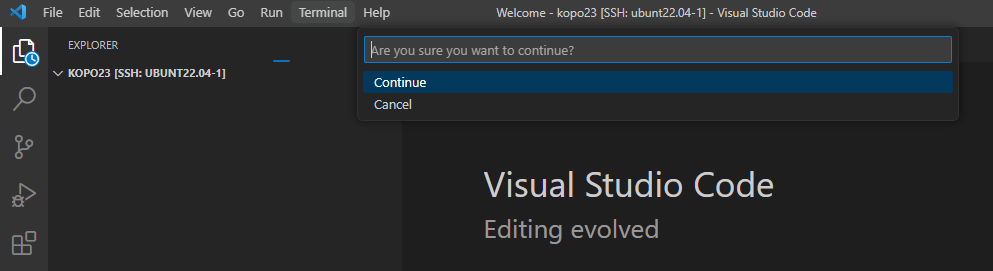 File Edit Selection View Go Run Terminal Help Welcome - kopo23 [SSH: ubunt22.04-1] - Visual Studio Code
EXPLORER
KOPO23 [SSH: UBUNT22.04-1]
Are you sure you want to continue?
Continue
Cancel
Visual Studio Code
Editing evolved